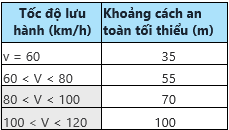 Tốc độ lưu hành (km/h) Khoảng cách an toàn tối thiểu (m)
v = 60 35
60 < V < 80 55
80 < V < 100 70
100 < V < 120 100